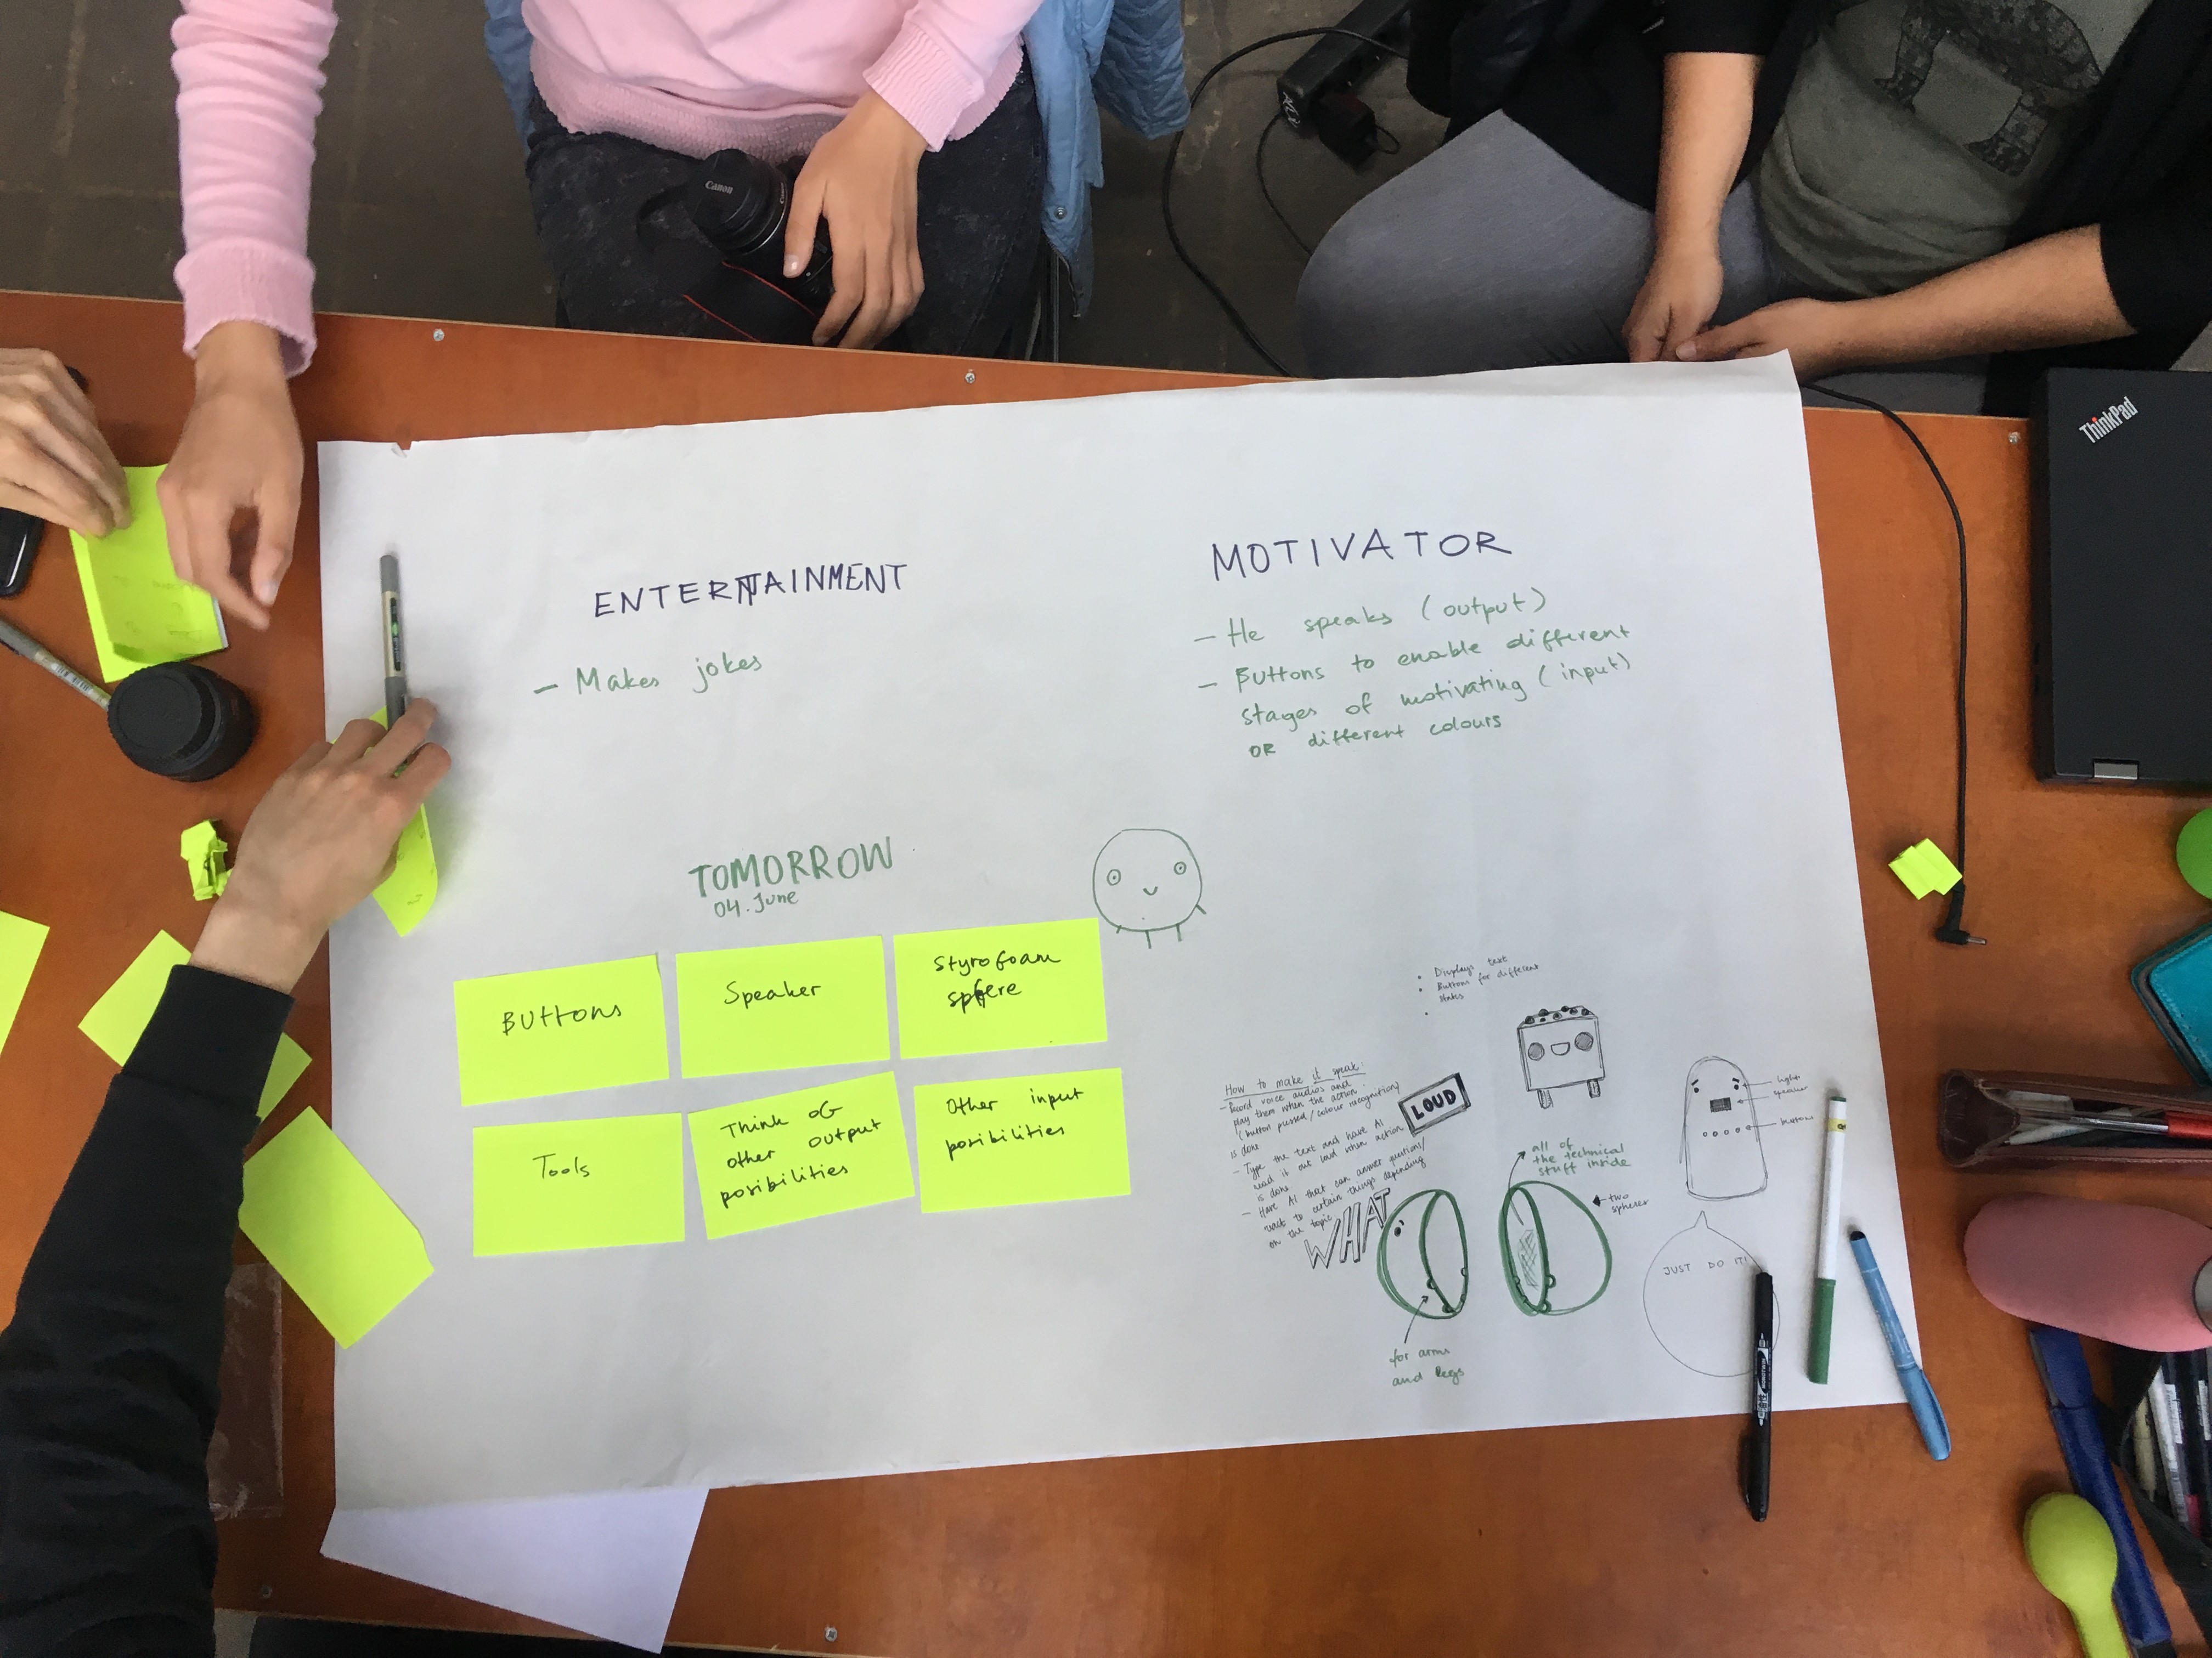 Canon
ThinkPad
ENTERTAINMENT
- Makes jokes
MOTIVATOR
- He speaks (output)
- Buttons to enable different
stages of motivating (input)
OR different colours
TOMORROW
04. June
Buttons
Speaker
Styrofoam
sphere
Tools
Think of
other output
posibilities
Other input
posibilities
• Displays text
• Buttons for different
states
•
How to make it speak:
- Record voice audios and
play them when the action
(button pressed/colour recognition)
is done
- Type the text and have AI
read it out loud when action
is done
- Have AI that can answer questions/
react to certain things depending
on the topic
LOUD
WHAT
all of
the technical
stuff inside
two
spheres
for arms
and legs
lights
speaker
buttons
JUST DO IT!